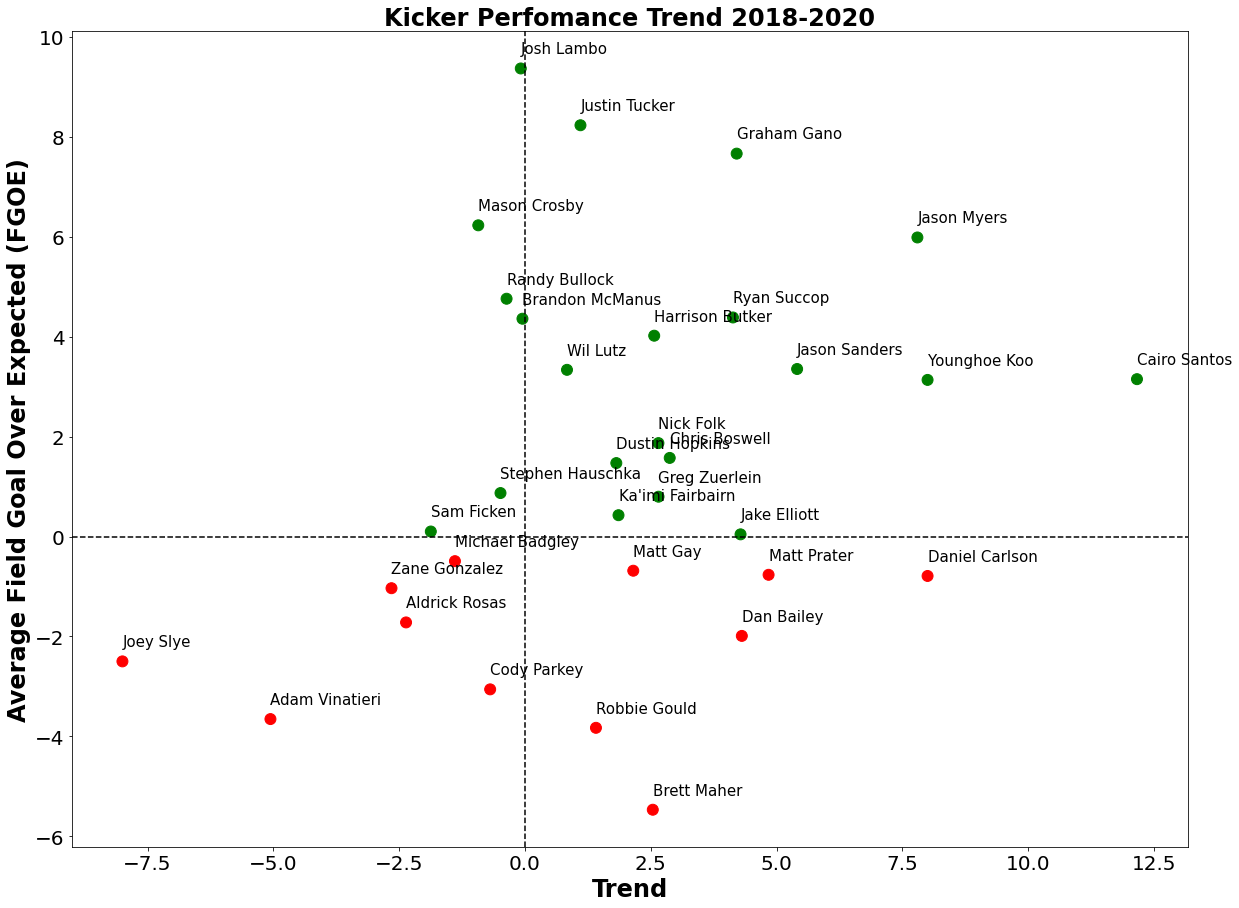 Kicker Perfomance Trend 2018-2020
Average Field Goal Over Expected (FGOE)
10
8
6
4
2
0
−2
−4
−6
Josh Lambo
Justin Tucker
Graham Gano
Mason Crosby
Jason Myers
Randy Bullock
Brandon McManus
Ryan Succop
Harrison Butker
Wil Lutz
Jason Sanders
Younghoe Koo
Cairo Santos
Nick Folk
Chris Boswell
Dustin Hopkins
Stephen Hauschka
Greg Zuerlein
Ka'imi Fairbairn
Sam Ficken
Jake Elliott
Michael Badgley
Matt Gay
Matt Prater
Daniel Carlson
Zane Gonzalez
Aldrick Rosas
Dan Bailey
Joey Slye
Cody Parkey
Adam Vinatieri
Robbie Gould
Brett Maher
−7.5 −5.0 −2.5 0.0 2.5 5.0 7.5 10.0 12.5
Trend